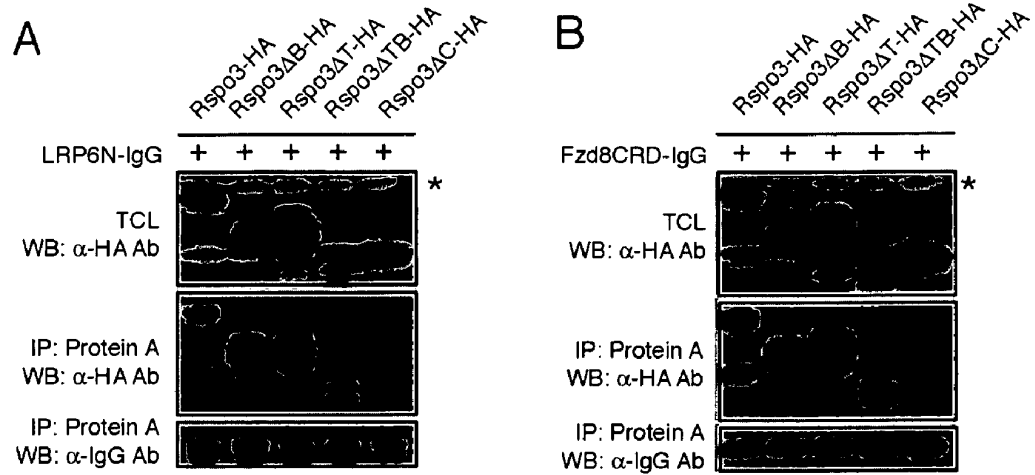 A
Rspo3-HA
Rspo3ΔB-HA
Rspo3ΔT-HA
Rspo3ΔTB-HA
Rspo3ΔC-HA
LRP6N-IgG + + + + +
*
TCL
WB: α-HA Ab
IP: Protein A
WB: α-HA Ab
IP: Protein A
WB: α-IgG Ab
B
Rspo3-HA
Rspo3ΔB-HA
Rspo3ΔT-HA
Rspo3ΔTB-HA
Rspo3ΔC-HA
Fzd8CRD-IgG + + + + +
*
TCL
WB: α-HA Ab
IP: Protein A
WB: α-HA Ab
IP: Protein A
WB: α-IgG Ab